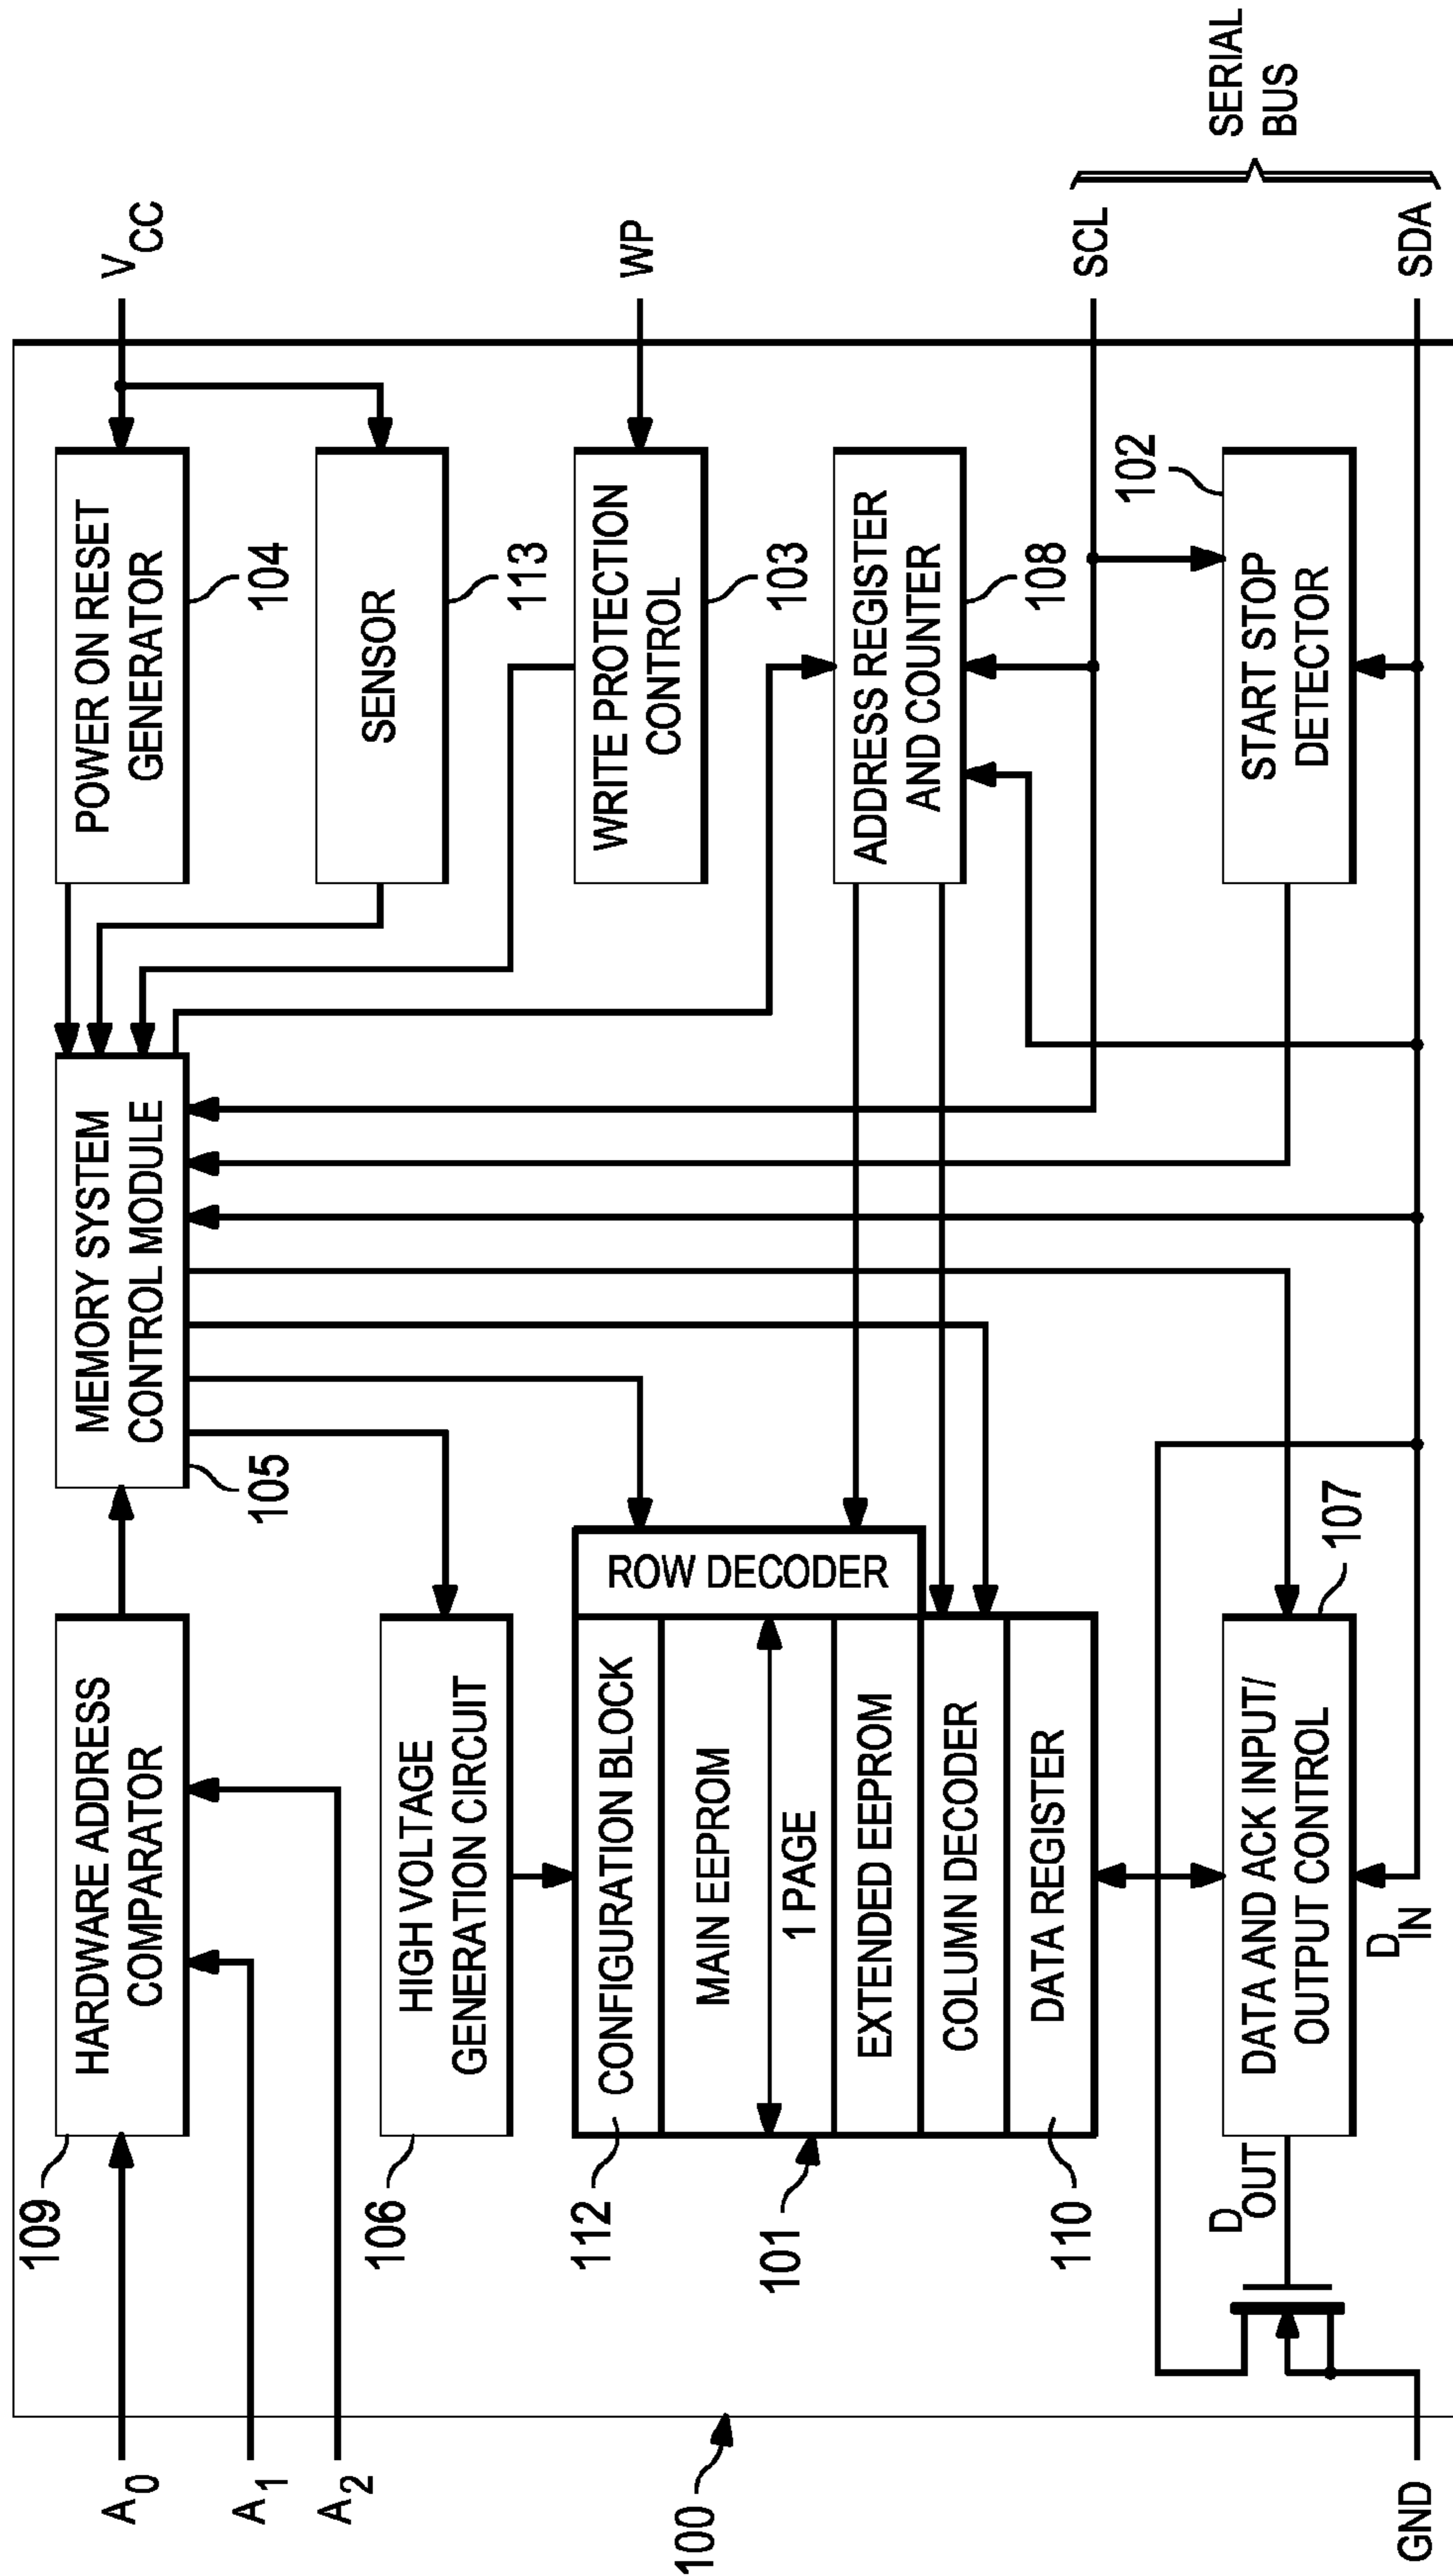 A0
A1
A2
100
GND
109
HARDWARE ADDRESS
COMPARATOR
106
HIGH VOLTAGE
GENERATION CIRCUIT
112
CONFIGURATION BLOCK
ROW DECODER
101
MAIN EEPROM
1 PAGE
EXTENDED EEPROM
COLUMN DECODER
110
DATA REGISTER
DOUT
DATA AND ACK INPUT/
OUTPUT CONTROL
107
DIN
MEMORY SYSTEM
CONTROL MODULE
105
POWER ON RESET
GENERATOR
104
SENSOR
113
WRITE PROTECTION
CONTROL
103
ADDRESS REGISTER
AND COUNTER
108
START STOP
DETECTOR
102
VCC
WP
SCL
SDA
SERIAL
BUS